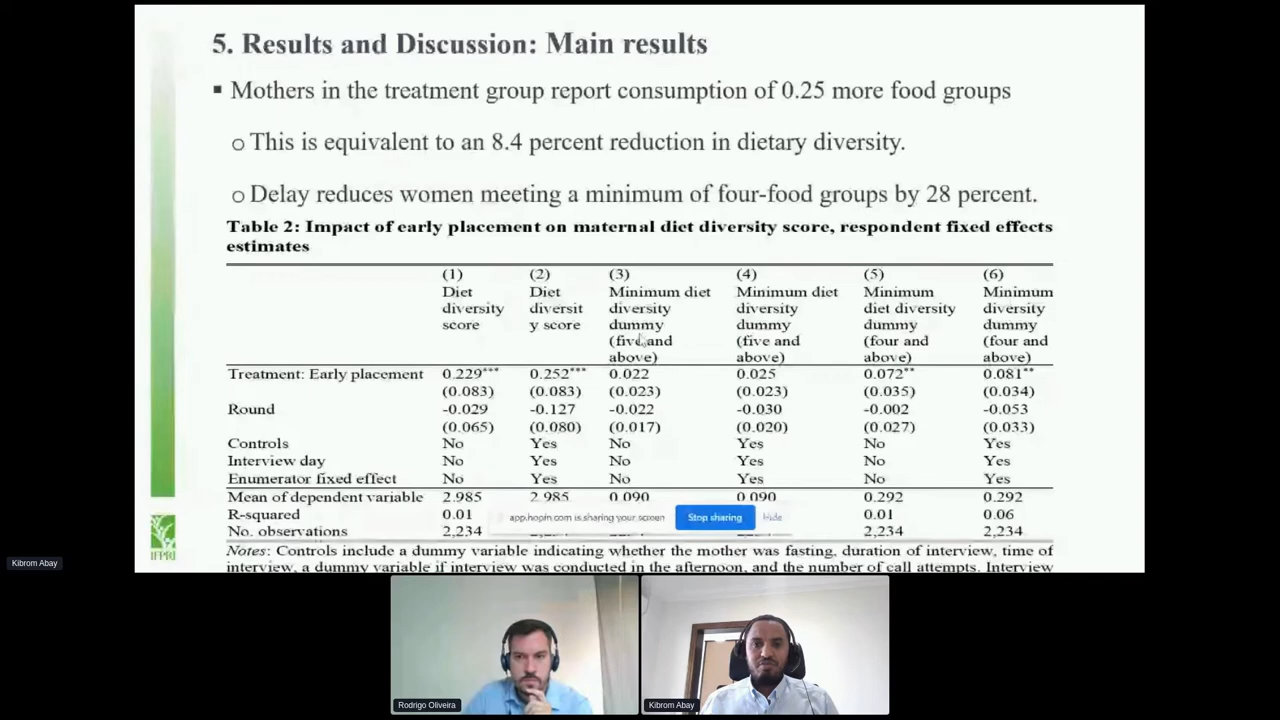 5. Results and Discussion: Main results
▪ Mothers in the treatment group report consumption of 0.25 more food groups
o This is equivalent to an 8.4 percent reduction in dietary diversity.
o Delay reduces women meeting a minimum of four-food groups by 28 percent.
Table 2: Impact of early placement on maternal diet diversity score, respondent fixed effects
estimates
(1) (2) (3) (4) (5) (6)
Diet Diet Minimum diet Minimum diet Minimum Minimum
diversity diversit diversity diversity diet diversity diversity
score y score dummy dummy dummy dummy
(five and (five and (four and (four and
above) above) above) above)
Treatment: Early placement 0.229*** 0.252*** 0.022 0.025 0.072** 0.081**
(0.083) (0.083) (0.023) (0.023) (0.035) (0.034)
Round -0.029 -0.127 -0.022 -0.030 -0.002 -0.053
(0.065) (0.080) (0.017) (0.020) (0.027) (0.033)
Controls No Yes No Yes No Yes
Interview day No Yes No Yes No Yes
Enumerator fixed effect No Yes No Yes No Yes
Mean of dependent variable 2.985 2.985 0.090 0.090 0.292 0.292
R-squared 0.01 0.01 0.06
app.hopin.com is sharing your screen Stop sharing Hide
No. observations 2,234 2,234 2,234
Notes: Controls include a dummy variable indicating whether the mother was fasting, duration of interview, time of
interview, a dummy variable if interview was conducted in the afternoon, and the number of call attempts. Interview
IFPRI
Kibrom Abay
Rodrigo Oliveira
Kibrom Abay